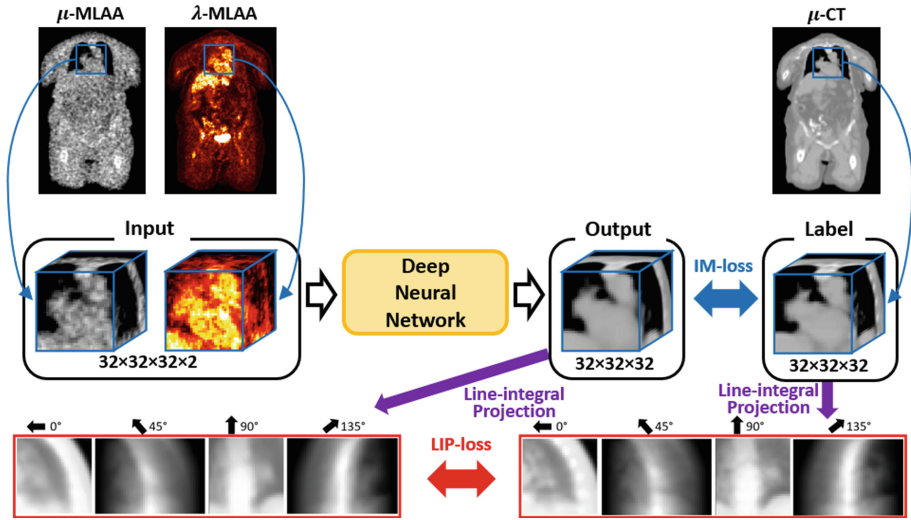 μ-MLAA
λ-MLAA
μ-CT
Input
Output
Label
Deep
Neural
Network
IM-loss
32×32×32×2
32×32×32
32×32×32
Line-integral
Projection
Line-integral
Projection
0°
45°
90°
135°
LIP-loss
0°
45°
90°
135°